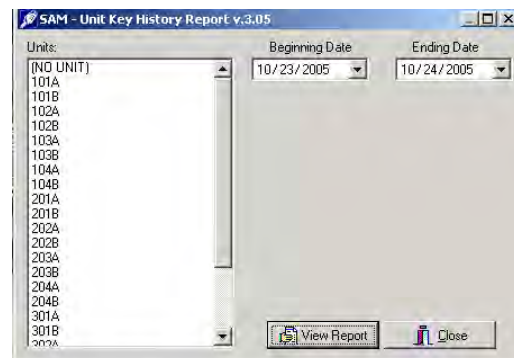 SAM - Unit Key History Report v.3.05
Units:
Beginning Date
Ending Date
10/23/2005
10/24/2005
(NO UNIT)
101A
101B
102A
102B
103A
103B
104A
104B
201A
201B
202A
202B
203A
203B
204A
204B
301A
301B
302A
View Report
Close